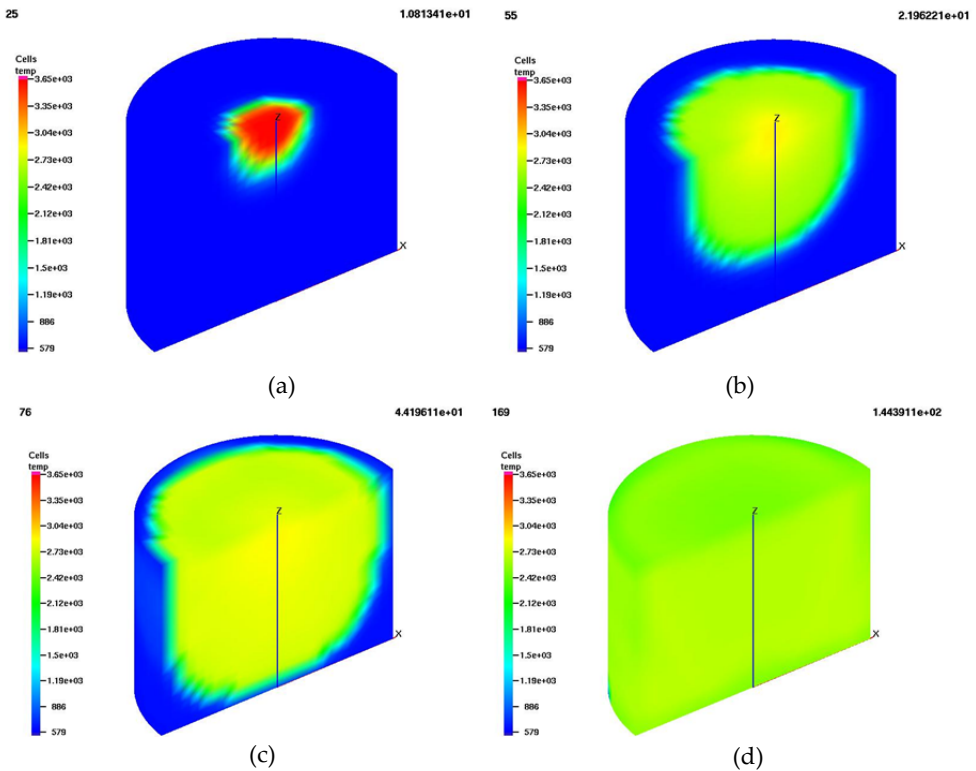 25
1.081341e+01
Cells
temp
3.65e+03
3.35e+03
3.04e+03
2.73e+03
2.42e+03
2.12e+03
1.81e+03
1.5e+03
1.19e+03
886
579
Z
X
(a)
55
2.196221e+01
Cells
temp
3.65e+03
3.35e+03
3.04e+03
2.73e+03
2.42e+03
2.12e+03
1.81e+03
1.5e+03
1.19e+03
886
579
Z
X
(b)
76
4.419611e+01
Cells
temp
3.65e+03
3.35e+03
3.04e+03
2.73e+03
2.42e+03
2.12e+03
1.81e+03
1.5e+03
1.19e+03
886
579
Z
X
(c)
169
1.443911e+02
Cells
temp
3.65e+03
3.35e+03
3.04e+03
2.73e+03
2.42e+03
2.12e+03
1.81e+03
1.5e+03
1.19e+03
886
579
Z
X
(d)